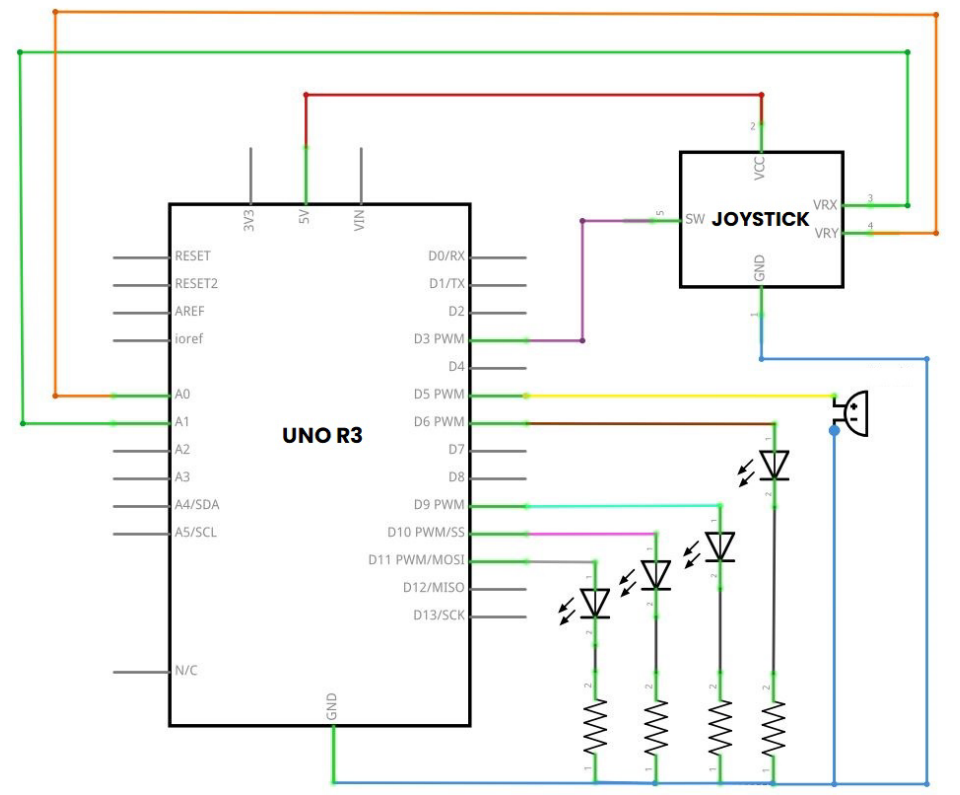 2
VCC
3V3
5V
VIN
5
SW
JOYSTICK
VRX
3
VRY
4
GND
1
RESET
RESET2
AREF
ioref
A0
A1
A2
A3
A4/SDA
A5/SCL
N/C
UNO R3
D0/RX
D1/TX
D2
D3 PWM
D4
D5 PWM
D6 PWM
D7
D8
D9 PWM
D10 PWM/SS
D11 PWM/MOSI
D12/MISO
D13/SCK
GND
+
-
1
2
1
2
1
2
1
2
2
2
2
2
1
1
1
1